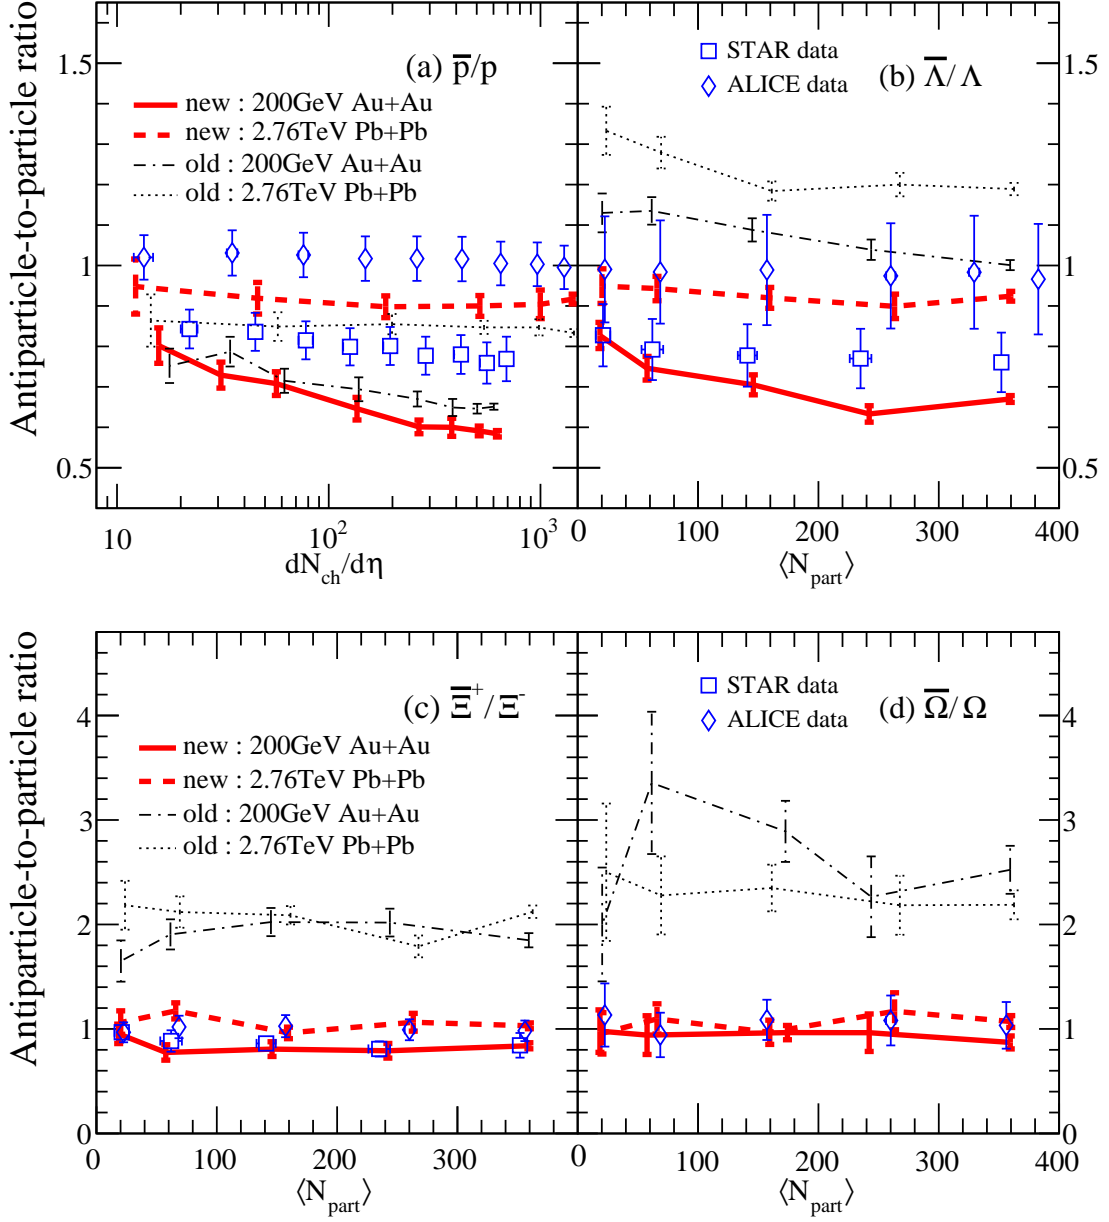 Antiparticle-to-particle ratio
1.5
1
0.5
(a) p̅/p
new : 200GeV Au+Au
new : 2.76TeV Pb+Pb
old : 200GeV Au+Au
old : 2.76TeV Pb+Pb
10
10²
10³
dN_ch/dη
STAR data
ALICE data
(b) Λ̅/Λ
1.5
1
0.5
0
100
200
300
400
⟨N_part⟩
Antiparticle-to-particle ratio
4
3
2
1
0
(c) Ξ̅⁺/Ξ⁻
new : 200GeV Au+Au
new : 2.76TeV Pb+Pb
old : 200GeV Au+Au
old : 2.76TeV Pb+Pb
0
100
200
300
⟨N_part⟩
STAR data
ALICE data
(d) Ω̅/Ω
4
3
2
1
0
0
100
200
300
400
⟨N_part⟩